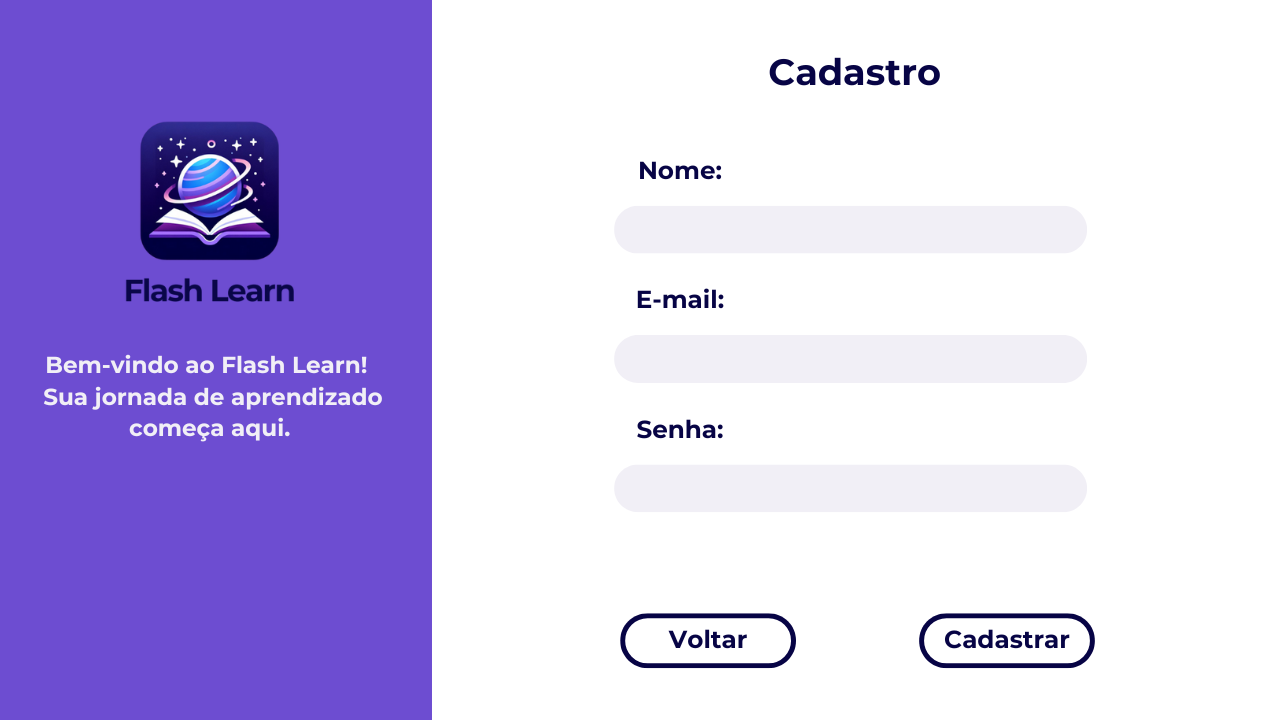 Flash Learn
Bem-vindo ao Flash Learn!
Sua jornada de aprendizado
começa aqui.
Cadastro
Nome:
E-mail:
Senha:
Voltar
Cadastrar